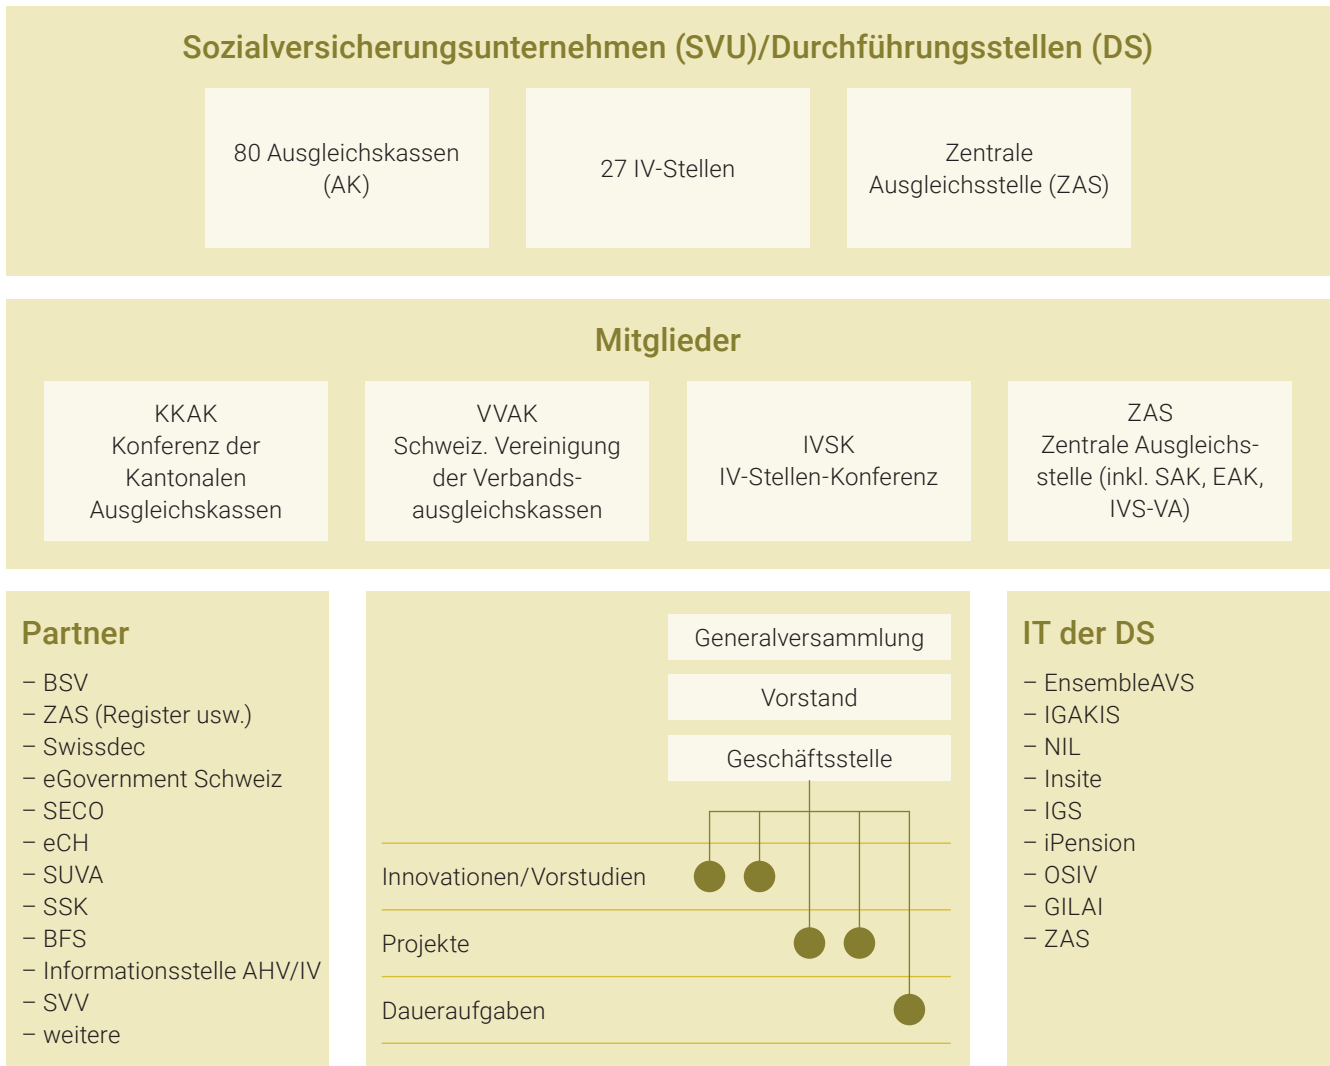 Sozialversicherungsunternehmen (SVU)/Durchführungsstellen (DS)
80 Ausgleichskassen
(AK)
27 IV-Stellen
Zentrale
Ausgleichsstelle (ZAS)
Mitglieder
KKAK
Konferenz der
Kantonalen
Ausgleichskassen
VVAK
Schweiz. Vereinigung
der Verbands-
ausgleichskassen
IVSK
IV-Stellen-Konferenz
ZAS
Zentrale Ausgleichs-
stelle (inkl. SAK, EAK,
IVS-VA)
Partner
– BSV
– ZAS (Register usw.)
– Swissdec
– eGovernment Schweiz
– SECO
– eCH
– SUVA
– SSK
– BFS
– Informationsstelle AHV/IV
– SVV
– weitere
Generalversammlung
Vorstand
Geschäftsstelle
Innovationen/Vorstudien
Projekte
Daueraufgaben
IT der DS
– EnsembleAVS
– IGAKIS
– NIL
– Insite
– IGS
– iPension
– OSIV
– GILAI
– ZAS